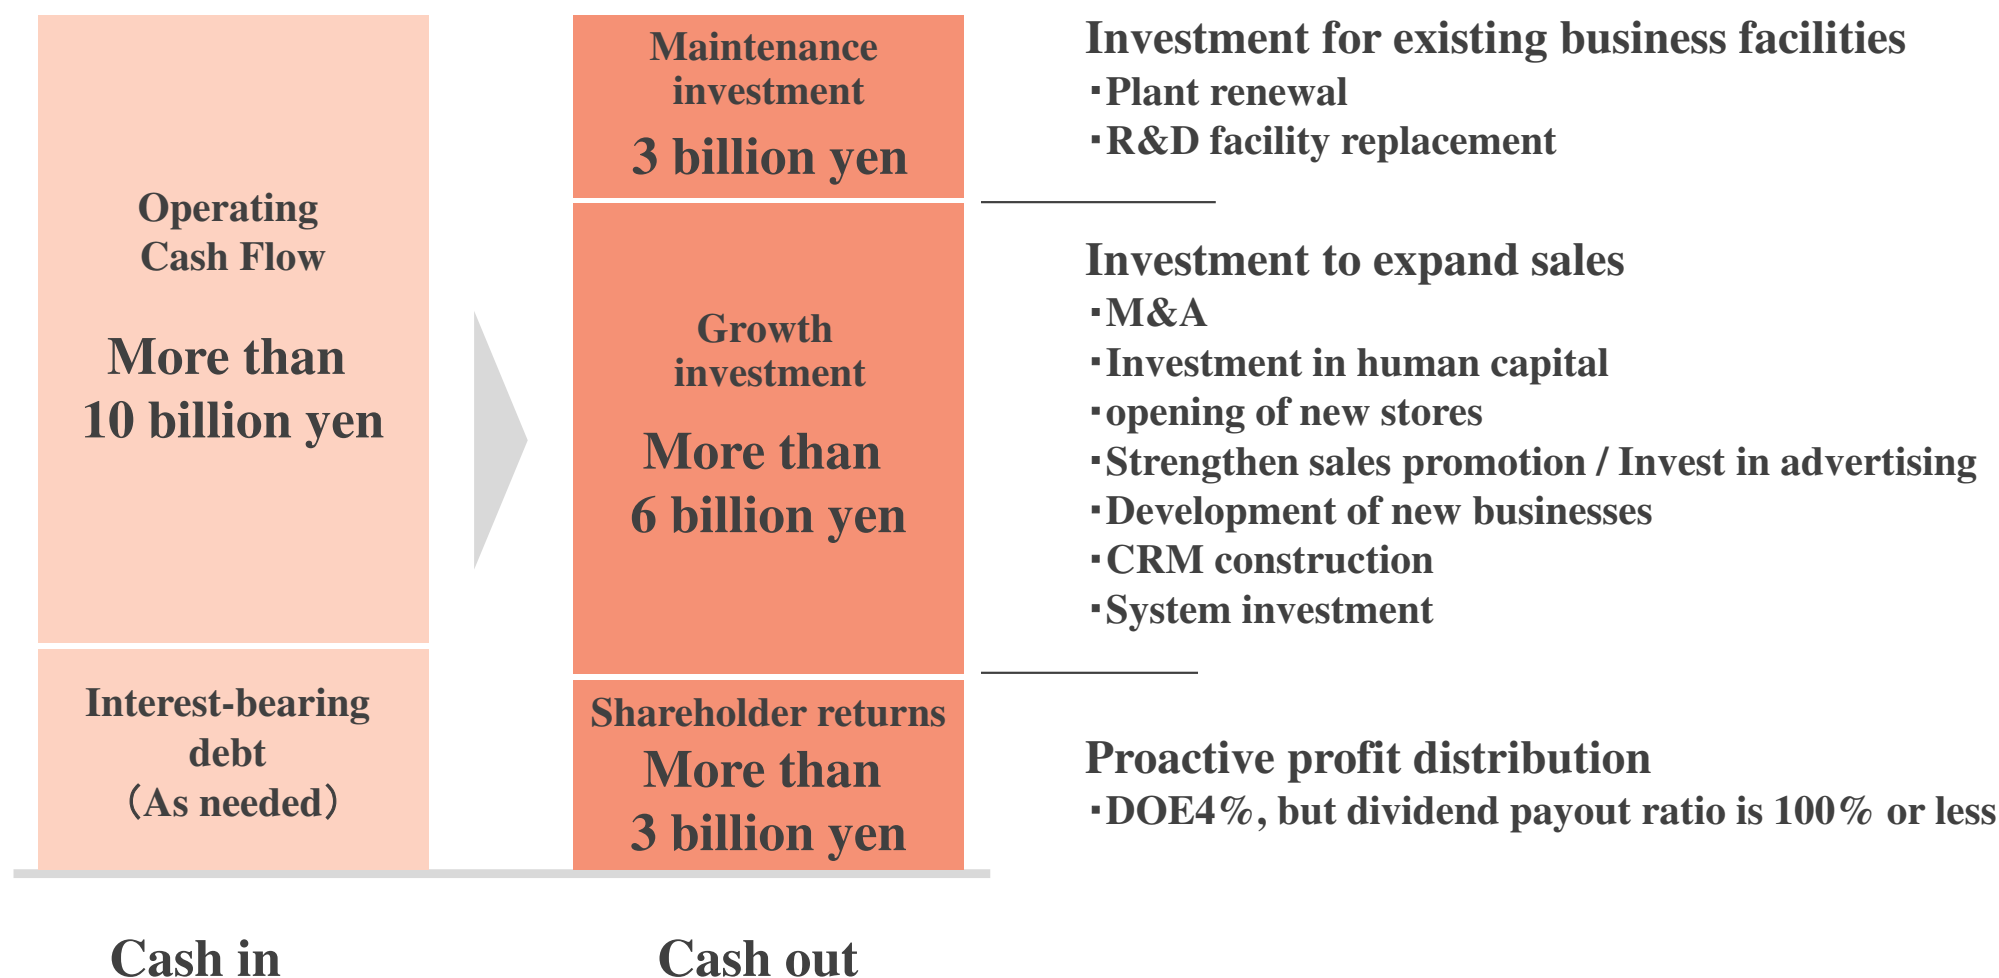 Operating
Cash Flow
More than
10 billion yen
Interest-bearing
debt
（As needed）
Cash in
Maintenance
investment
3 billion yen
Growth
investment
More than
6 billion yen
Shareholder returns
More than
3 billion yen
Cash out
Investment for existing business facilities
･Plant renewal
･R&D facility replacement
Investment to expand sales
･M&A
･Investment in human capital
･opening of new stores
･Strengthen sales promotion / Invest in advertising
･Development of new businesses
･CRM construction
･System investment
Proactive profit distribution
･DOE4%, but dividend payout ratio is 100% or less